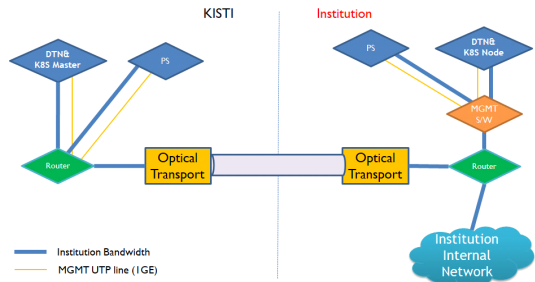 KISTI
Institution
DTN&
K8S Master
PS
PS
DTN&
K8S Node
MGMT
S/W
Router
Optical
Transport
Optical
Transport
Router
Institution
Internal
Network
Institution Bandwidth
MGMT UTP line (1GE)